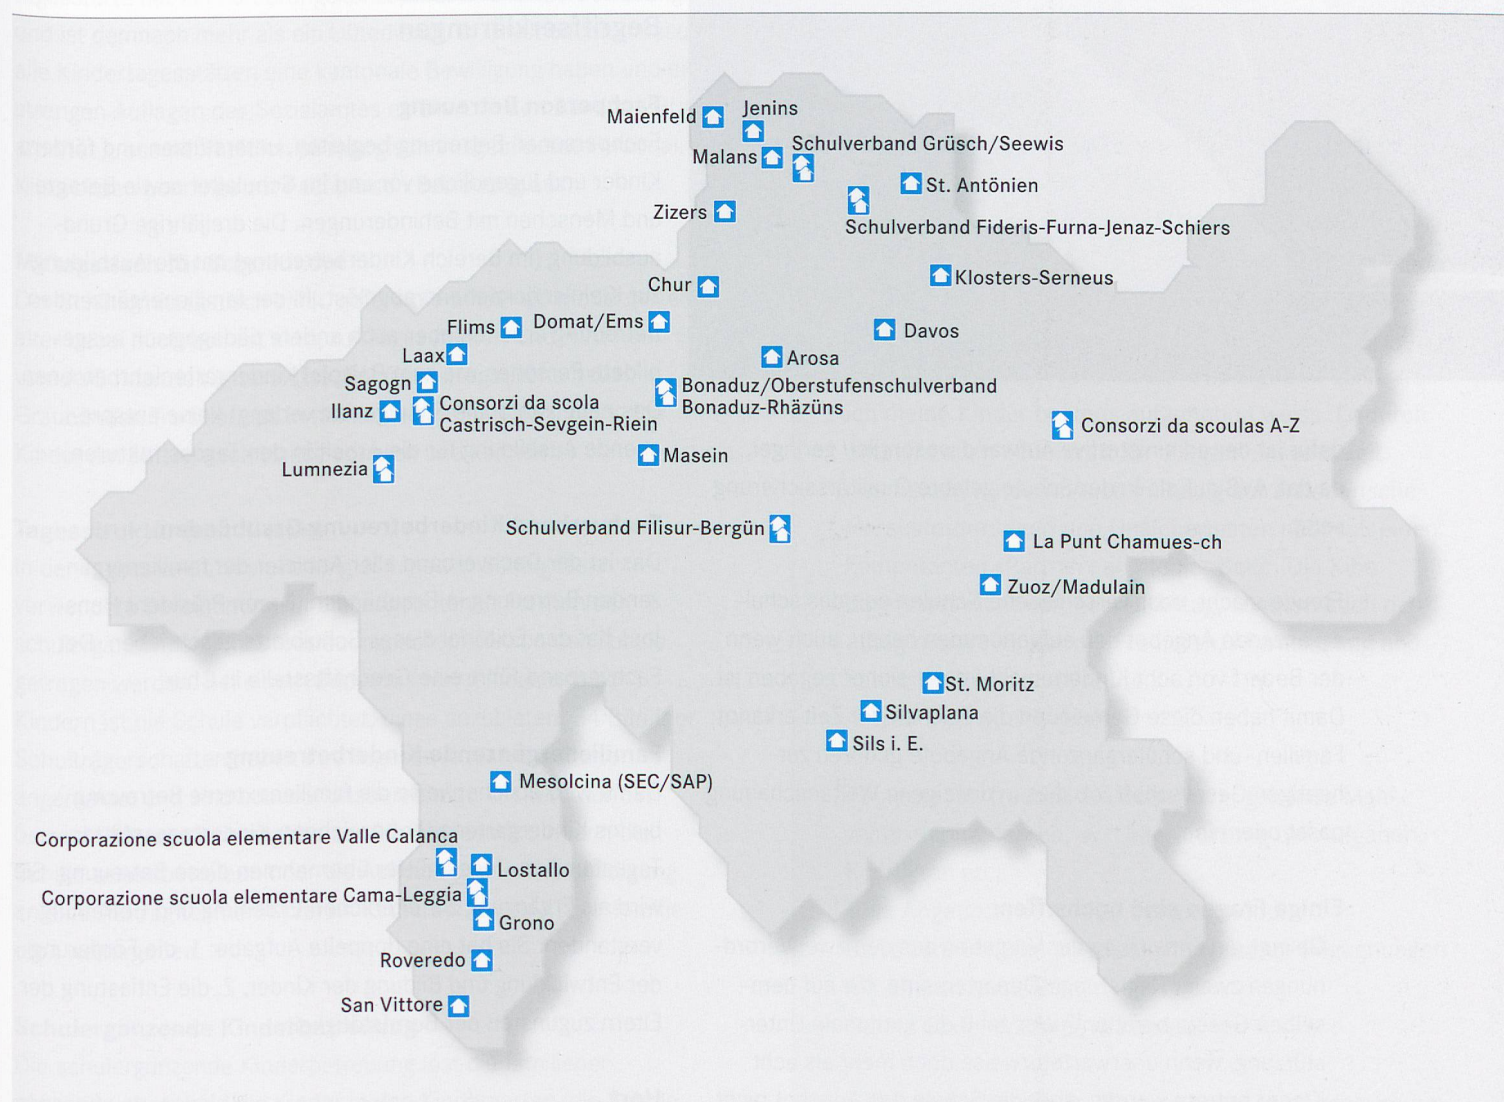 Maienfeld
Jenins
Malans
Schulverband Grüsch/Seewis
St. Antönien
Zizers
Schulverband Fideris-Furna-Jenaz-Schiers
Chur
Klosters-Serneus
Flims
Domat/Ems
Davos
Laax
Arosa
Sagogn
Bonaduz/Oberstufenschulverband
Bonaduz-Rhäzüns
Ilanz
Consorzi da scola
Castrisch-Sevgein-Riein
Consorzi da scoulas A-Z
Masein
Lumnezia
Schulverband Filisur-Bergün
La Punt Chamues-ch
Zuoz/Madulain
St. Moritz
Silvaplana
Sils i. E.
Mesolcina (SEC/SAP)
Corporazione scuola elementare Valle Calanca
Lostallo
Corporazione scuola elementare Cama-Leggia
Grono
Roveredo
San Vittore